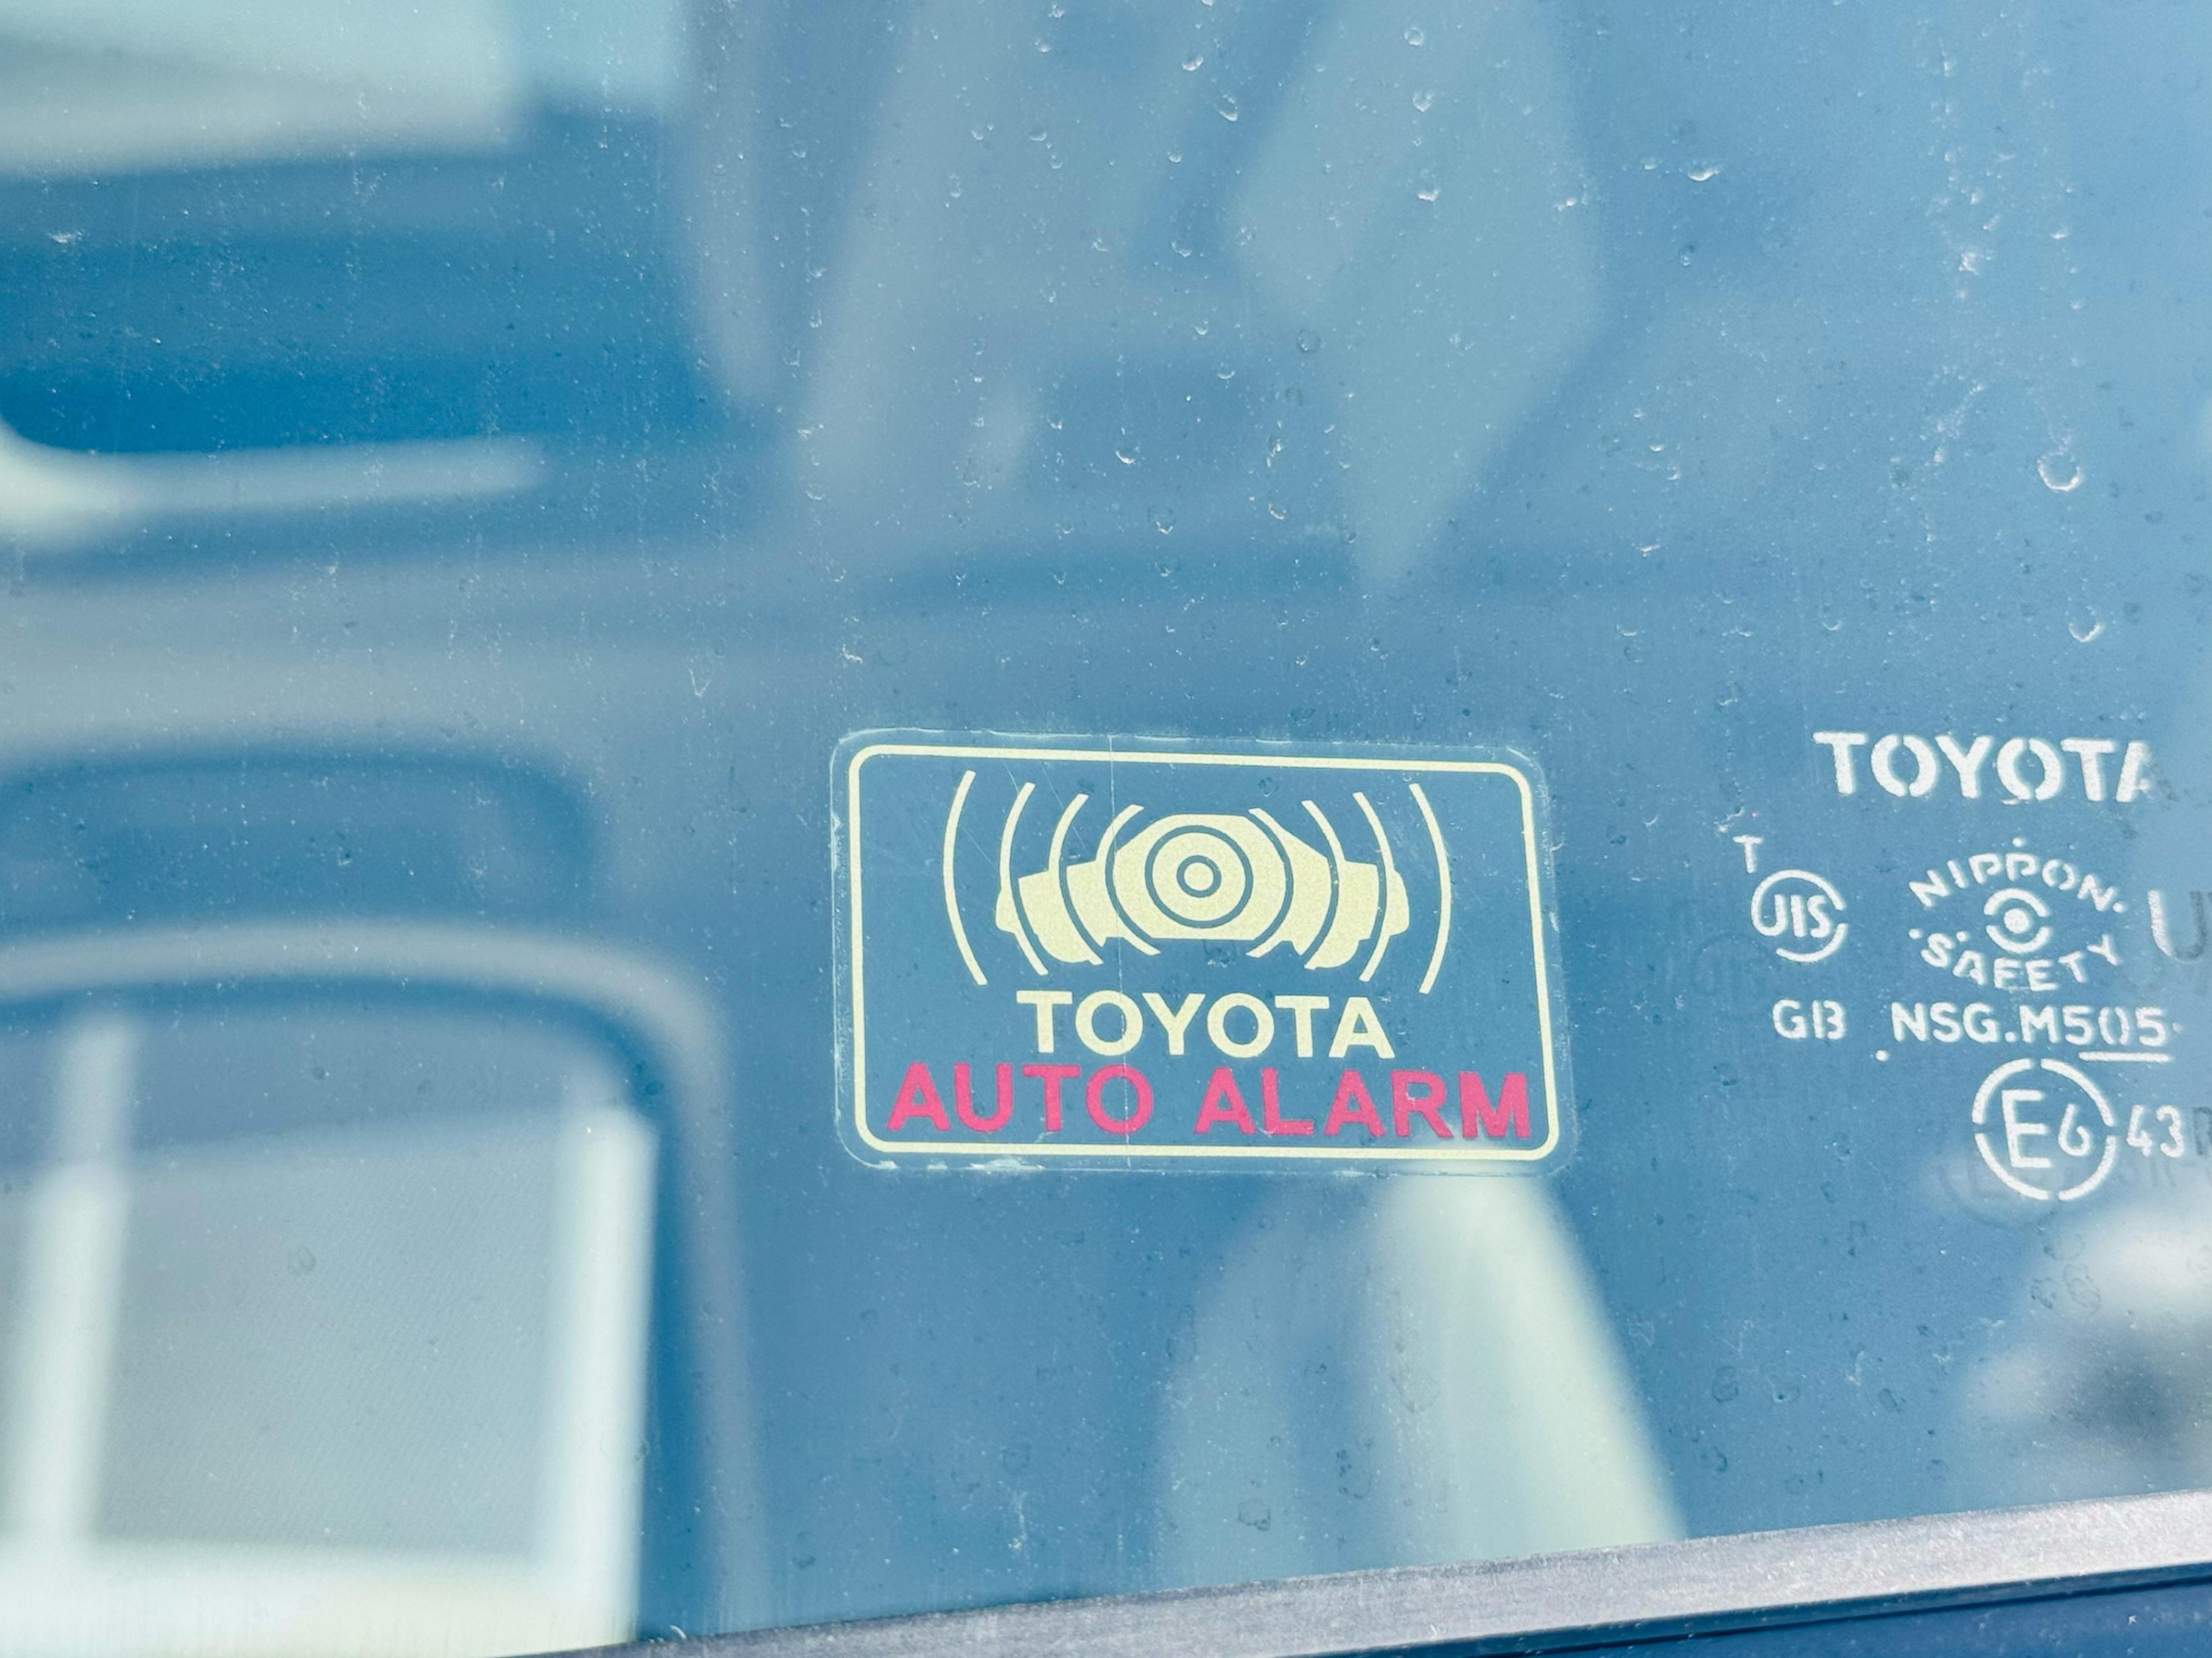 TOYOTA
AUTO ALARM
TOYOTA
T
JIS
NIPPON
SAFETY
GB NSG.M505
E6 43